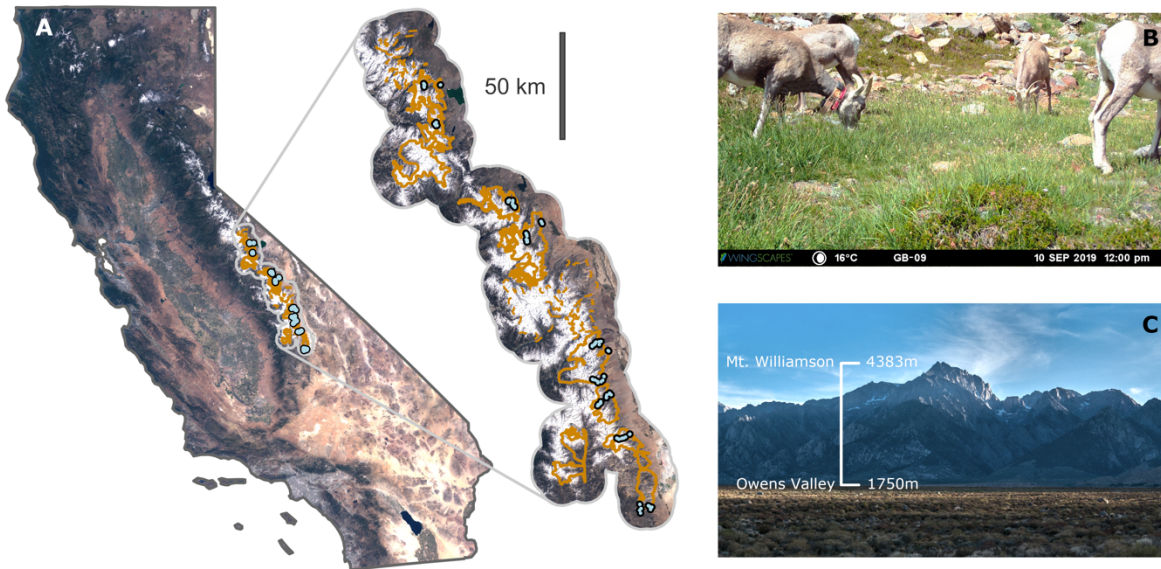 A
50 km
B
WINGSCAPES
16°C
GB-09
10 SEP 2019 12:00 pm
C
Mt. Williamson
4383m
Owens Valley
1750m